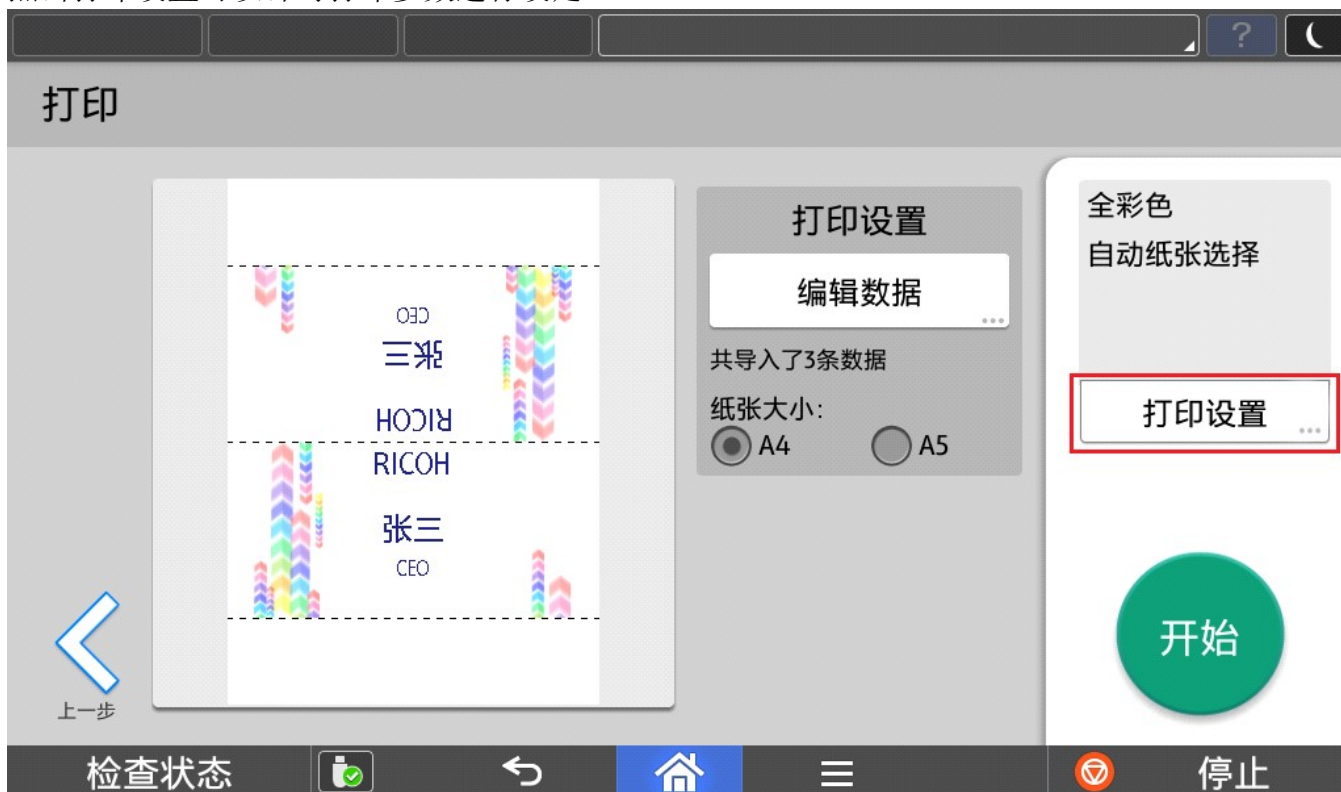 ?
打印
CEO
张三
RICOH
RICOH
张三
CEO
上一步
打印设置
编辑数据
...
共导入了3条数据
纸张大小:
A4 A5
全彩色
自动纸张选择
打印设置
...
开始
检查状态
停止